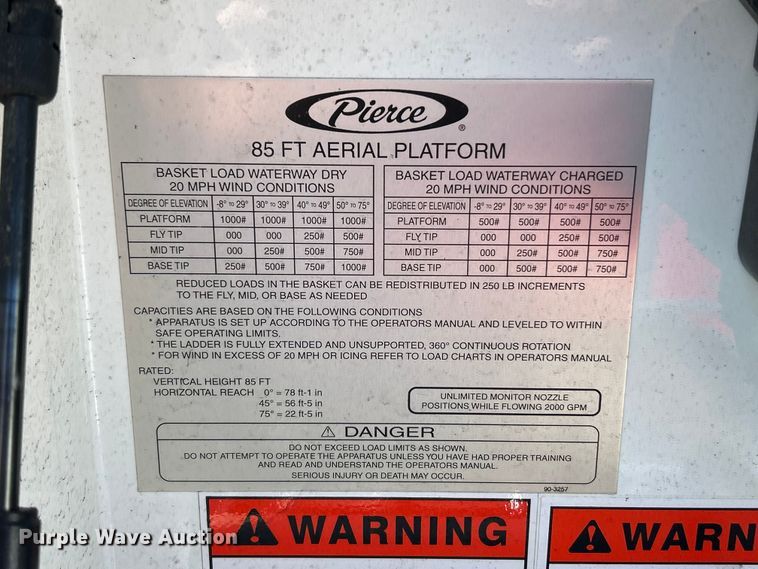 Pierce ®
85 FT AERIAL PLATFORM
BASKET LOAD WATERWAY DRY
20 MPH WIND CONDITIONS
DEGREE OF ELEVATION -8° TO 29° 30° TO 39° 40° TO 49° 50° TO 75°
PLATFORM 1000# 1000# 1000# 1000#
FLY TIP 000 000 250# 500#
MID TIP 000 250# 500# 750#
BASE TIP 250# 500# 750# 1000#
BASKET LOAD WATERWAY CHARGED
20 MPH WIND CONDITIONS
DEGREE OF ELEVATION -8° TO 29° 30° TO 39° 40° TO 49° 50° TO 75°
PLATFORM 500# 500# 500# 500#
FLY TIP 000 000 250# 500#
MID TIP 000 250# 500# 750#
BASE TIP 000 500# 500# 750#
REDUCED LOADS IN THE BASKET CAN BE REDISTRIBUTED IN 250 LB INCREMENTS
TO THE FLY, MID, OR BASE AS NEEDED
CAPACITIES ARE BASED ON THE FOLLOWING CONDITIONS
* APPARATUS IS SET UP ACCORDING TO THE OPERATORS MANUAL AND LEVELED TO WITHIN
SAFE OPERATING LIMITS.
* THE LADDER IS FULLY EXTENDED AND UNSUPPORTED, 360° CONTINUOUS ROTATION
* FOR WIND IN EXCESS OF 20 MPH OR ICING REFER TO LOAD CHARTS IN OPERATORS MANUAL
RATED:
VERTICAL HEIGHT 85 FT
HORIZONTAL REACH 0° = 78 ft-1 in
45° = 56 ft-5 in
75° = 22 ft-5 in
UNLIMITED MONITOR NOZZLE
POSITIONS WHILE FLOWING 2000 GPM
⚠ DANGER
DO NOT EXCEED LOAD LIMITS AS SHOWN.
DO NOT ATTEMPT TO OPERATE THE APPARATUS UNLESS YOU HAVE HAD PROPER TRAINING
AND READ AND UNDERSTAND THE OPERATORS MANUAL.
SERIOUS INJURY OR DEATH MAY OCCUR.
90-3257
⚠ WARNING
⚠ WARN
Purple Wave Auction